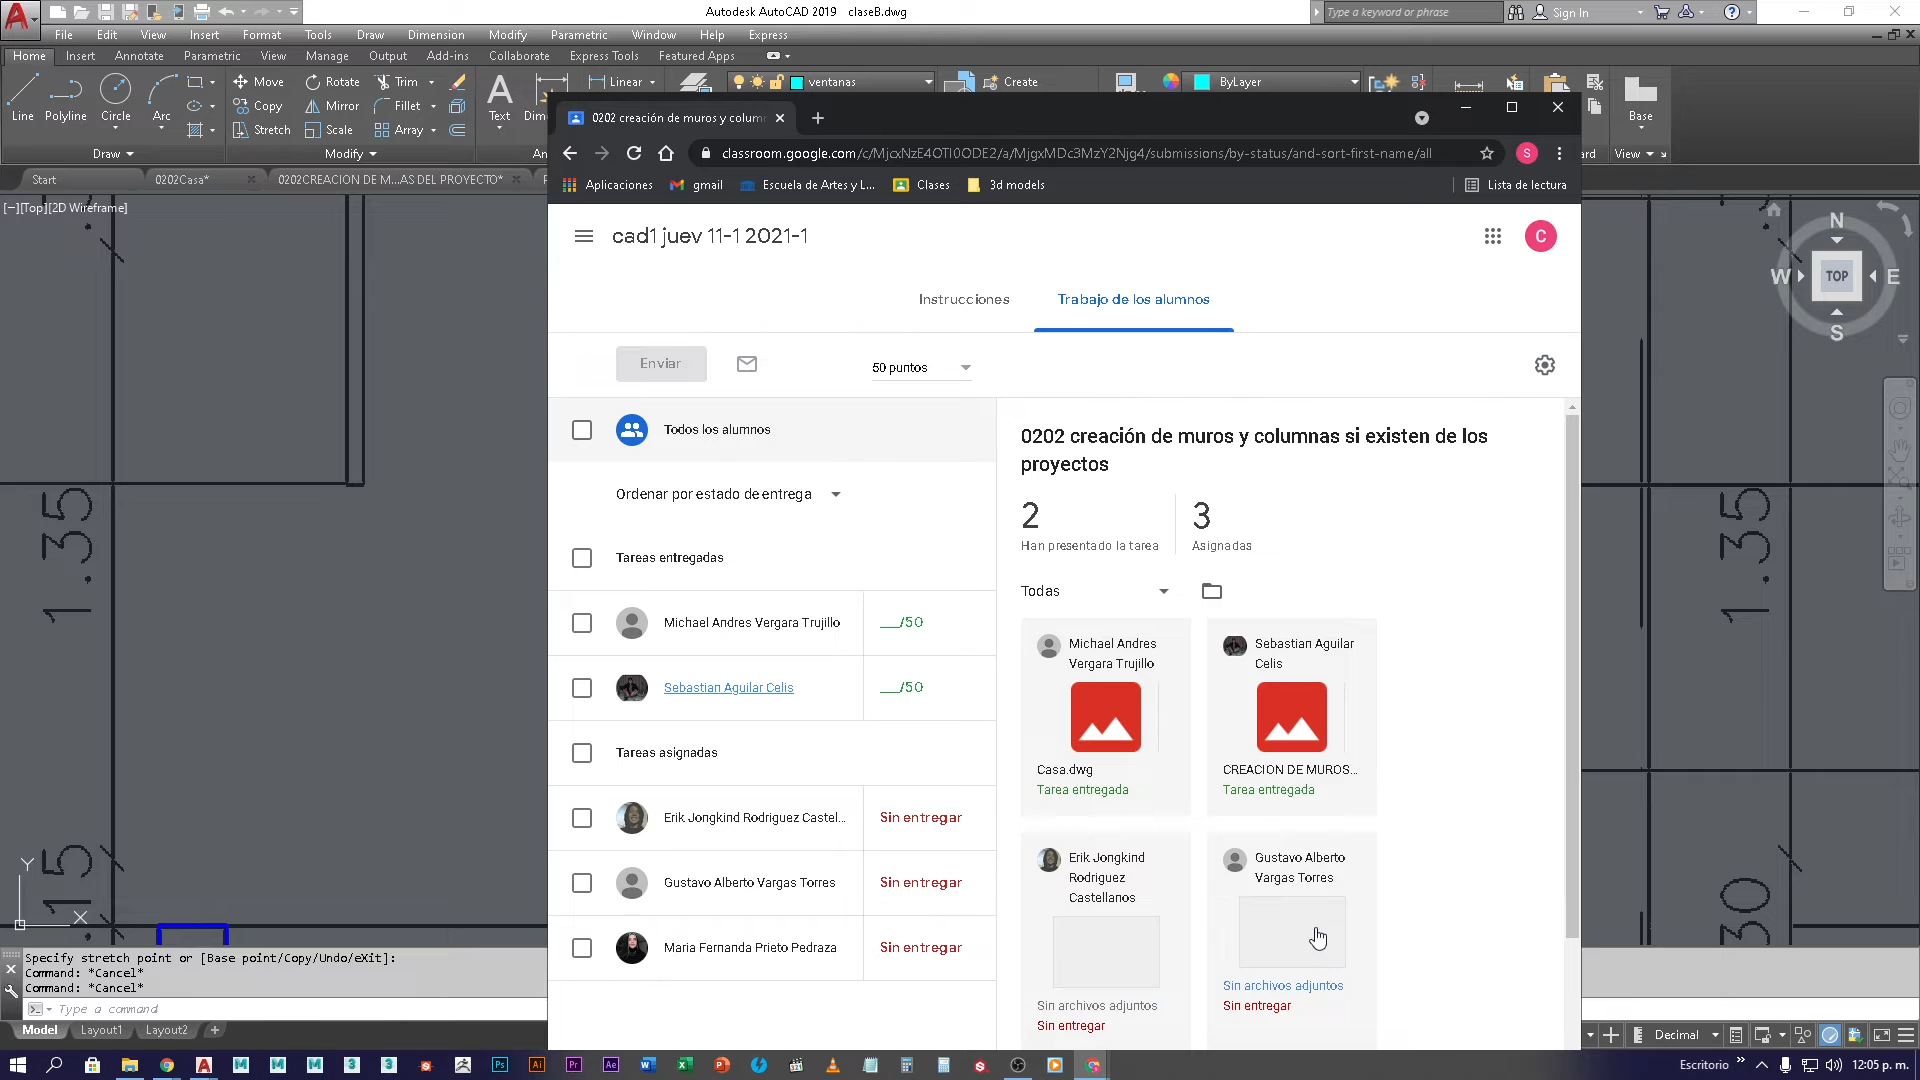 Autodesk AutoCAD 2019 claseB.dwg
Type a keyword or phrase
Sign In
File Edit View Insert Format Tools Draw Dimension Modify Parametric Window Help Express
Home Insert Annotate Parametric View Manage Output Collaborate Add-ins Express Tools Featured Apps
Line Polyline Circle Arc
Move Rotate Trim
Copy Mirror Fillet
Stretch Scale Array
Text
Linear
ventanas
Create
ByLayer
Base
Draw Modify
View
Start 0202Casa* 0202CREACION DE M...AS DEL PROYECTO*
[−][Top][2D Wireframe]
0202 creación de muros y colum
classroom.google.com/c/MjcxNzE4OTI0ODE2/a/MjgxMDc3MzY2Njg4/submissions/by-status/and-sort-first-name/all
S
Aplicaciones gmail Escuela de Artes y L... Clases 3d models Lista de lectura
cad1 juev 11-1 2021-1
C
Instrucciones Trabajo de los alumnos
Enviar
50 puntos
Todos los alumnos
Ordenar por estado de entrega
Tareas entregadas
Michael Andres Vergara Trujillo ___/50
Sebastian Aguilar Celis ___/50
Tareas asignadas
Erik Jongkind Rodriguez Castel... Sin entregar
Gustavo Alberto Vargas Torres Sin entregar
Maria Fernanda Prieto Pedraza Sin entregar
0202 creación de muros y columnas si existen de los
proyectos
2 3
Han presentado la tarea Asignadas
Todas
Michael Andres
Vergara Trujillo
Casa.dwg
Tarea entregada
Sebastian Aguilar
Celis
CREACION DE MUROS...
Tarea entregada
Erik Jongkind
Rodriguez
Castellanos
Sin archivos adjuntos
Sin entregar
Gustavo Alberto
Vargas Torres
Sin archivos adjuntos
Sin entregar
N
W TOP E
S
1.35
.15
1.35
30
Y
X
Specify stretch point or [Base point/Copy/Undo/eXit]:
Command: *Cancel*
Command: *Cancel*
Type a command
Model Layout1 Layout2
Decimal
Escritorio 12:05 p. m.